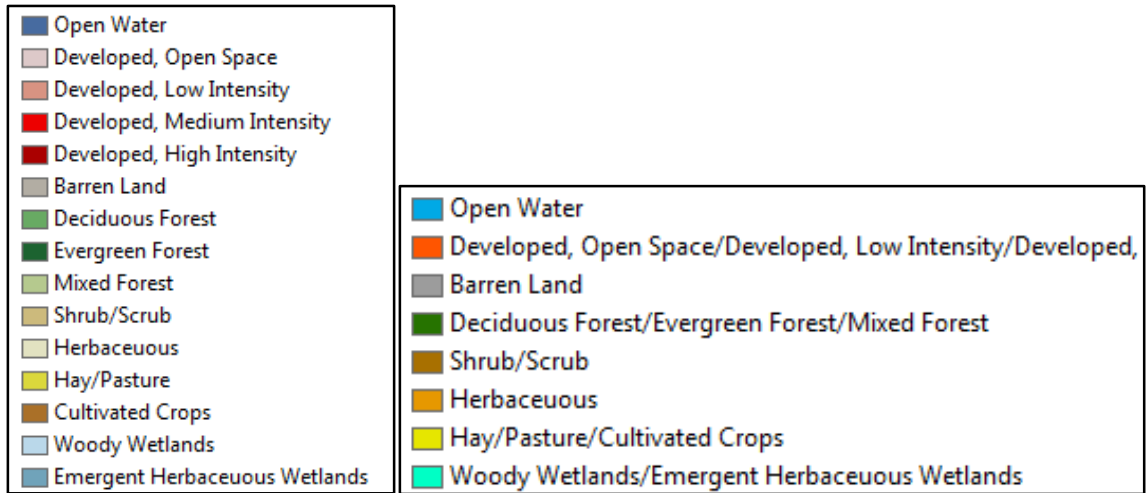 Open Water
Developed, Open Space
Developed, Low Intensity
Developed, Medium Intensity
Developed, High Intensity
Barren Land
Deciduous Forest
Evergreen Forest
Mixed Forest
Shrub/Scrub
Herbaceuous
Hay/Pasture
Cultivated Crops
Woody Wetlands
Emergent Herbaceuous Wetlands
Open Water
Developed, Open Space/Developed, Low Intensity/Developed,
Barren Land
Deciduous Forest/Evergreen Forest/Mixed Forest
Shrub/Scrub
Herbaceuous
Hay/Pasture/Cultivated Crops
Woody Wetlands/Emergent Herbaceuous Wetlands